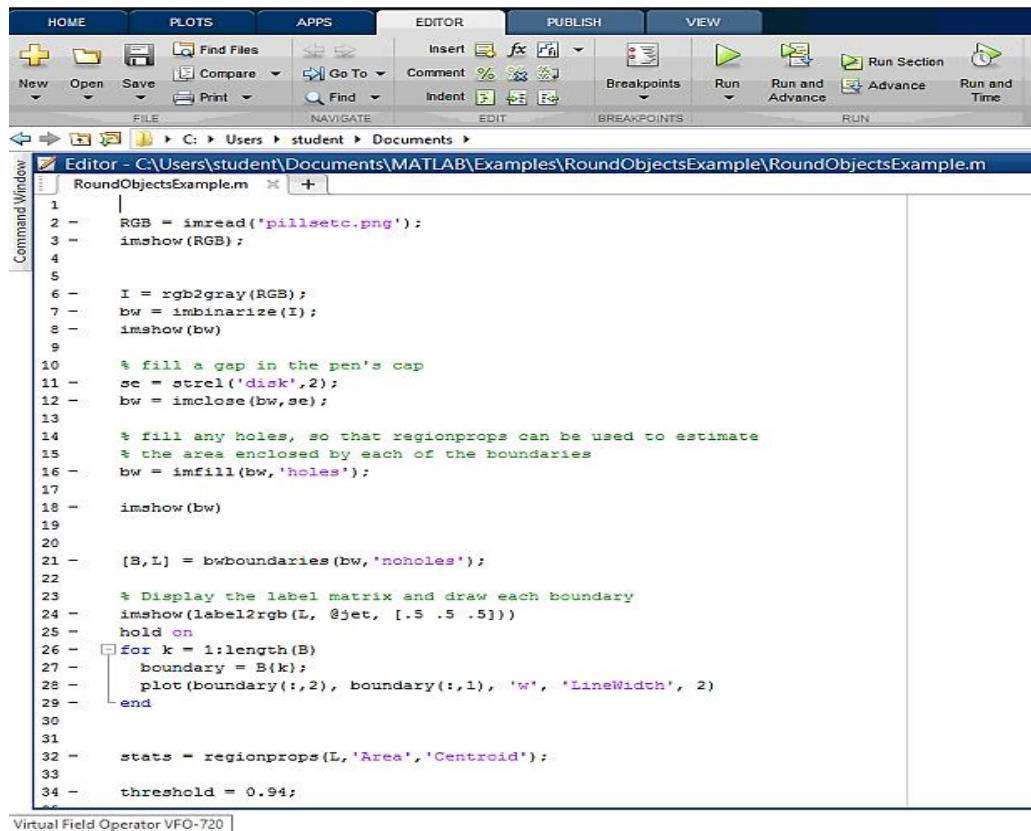 HOME PLOTS APPS EDITOR PUBLISH VIEW
Find Files Insert fx
New Open Save Compare Go To Comment % Breakpoints Run Run and Advance Run Section Advance Run and Time
Print Find Indent
FILE NAVIGATE EDIT BREAKPOINTS RUN
C: Users student Documents
Command Window
Editor - C:\Users\student\Documents\MATLAB\Examples\RoundObjectsExample\RoundObjectsExample.m
RoundObjectsExample.m × +
1
2 - RGB = imread('pillsetc.png');
3 - imshow(RGB);
4
5
6 - I = rgb2gray(RGB);
7 - bw = imbinarize(I);
8 - imshow(bw)
9
10 % fill a gap in the pen's cap
11 - se = strel('disk',2);
12 - bw = imclose(bw,se);
13
14 % fill any holes, so that regionprops can be used to estimate
15 % the area enclosed by each of the boundaries
16 - bw = imfill(bw,'holes');
17
18 - imshow(bw)
19
20
21 - [B,L] = bwboundaries(bw,'noholes');
22
23 % Display the label matrix and draw each boundary
24 - imshow(label2rgb(L, @jet, [.5 .5 .5]))
25 - hold on
26 - for k = 1:length(B)
27 - boundary = B{k};
28 - plot(boundary(:,2), boundary(:,1), 'w', 'LineWidth', 2)
29 - end
30
31
32 - stats = regionprops(L,'Area','Centroid');
33
34 - threshold = 0.94;
Virtual Field Operator VFO-720